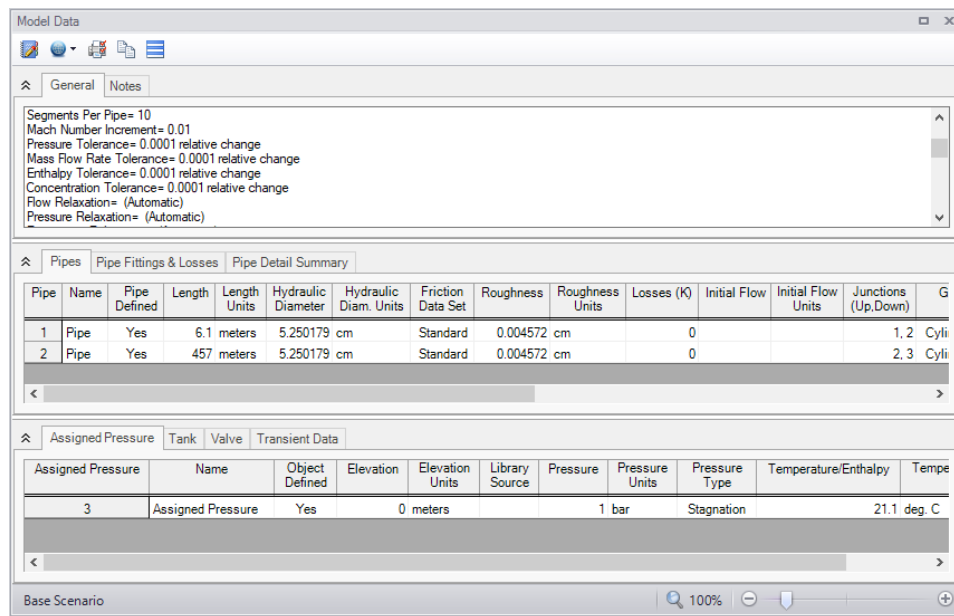 Model Data
General Notes
Segments Per Pipe= 10
Mach Number Increment= 0.01
Pressure Tolerance= 0.0001 relative change
Mass Flow Rate Tolerance= 0.0001 relative change
Enthalpy Tolerance= 0.0001 relative change
Concentration Tolerance= 0.0001 relative change
Flow Relaxation= (Automatic)
Pressure Relaxation= (Automatic)
Pipes Pipe Fittings & Losses Pipe Detail Summary
Pipe Name Pipe Defined Length Length Units Hydraulic Diameter Hydraulic Diam. Units Friction Data Set Roughness Roughness Units Losses (K) Initial Flow Initial Flow Units Junctions (Up,Down) G
1 Pipe Yes 6.1 meters 5.250179 cm Standard 0.004572 cm 0 1, 2 Cyli
2 Pipe Yes 457 meters 5.250179 cm Standard 0.004572 cm 0 2, 3 Cyli
Assigned Pressure Tank Valve Transient Data
Assigned Pressure Name Object Defined Elevation Elevation Units Library Source Pressure Pressure Units Pressure Type Temperature/Enthalpy Tempe
3 Assigned Pressure Yes 0 meters 1 bar Stagnation 21.1 deg. C
Base Scenario 100%